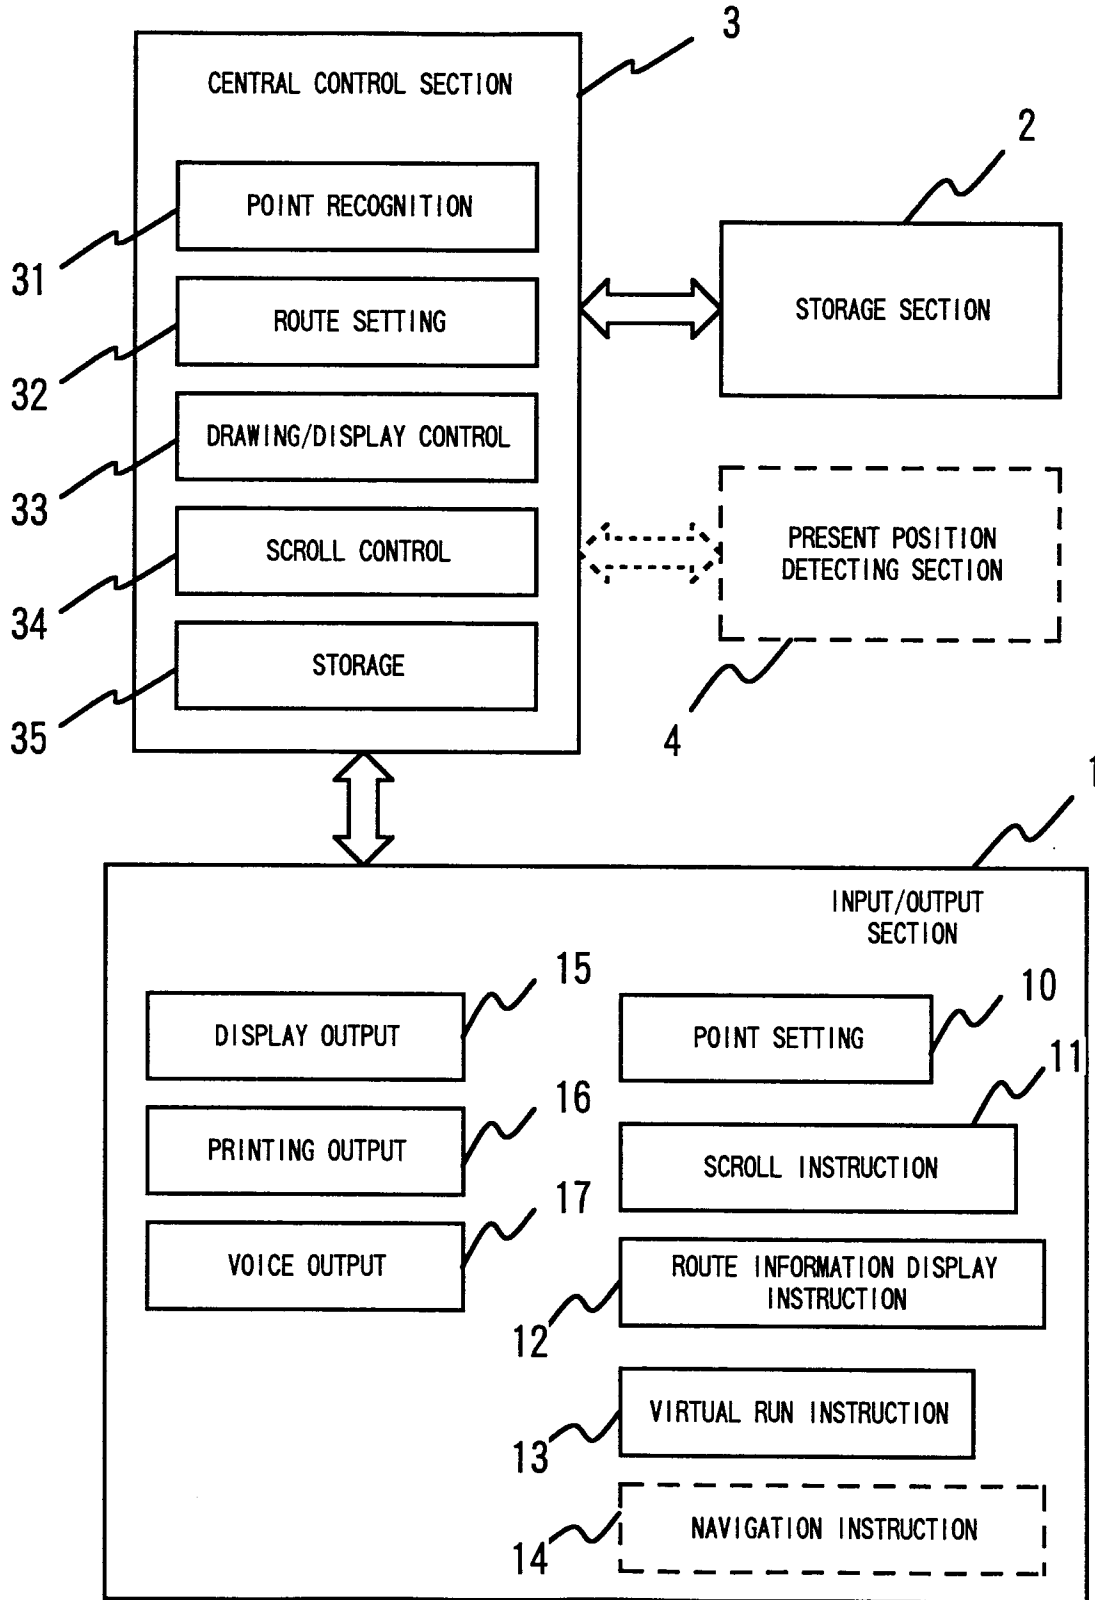 3
CENTRAL CONTROL SECTION
2
POINT RECOGNITION
31
ROUTE SETTING
STORAGE SECTION
32
DRAWING/DISPLAY CONTROL
33
SCROLL CONTROL
PRESENT POSITION
DETECTING SECTION
34
STORAGE
35
4
1
INPUT/OUTPUT
SECTION
15
10
DISPLAY OUTPUT
POINT SETTING
11
16
PRINTING OUTPUT
SCROLL INSTRUCTION
17
VOICE OUTPUT
ROUTE INFORMATION DISPLAY
INSTRUCTION
12
VIRTUAL RUN INSTRUCTION
13
NAVIGATION INSTRUCTION
14